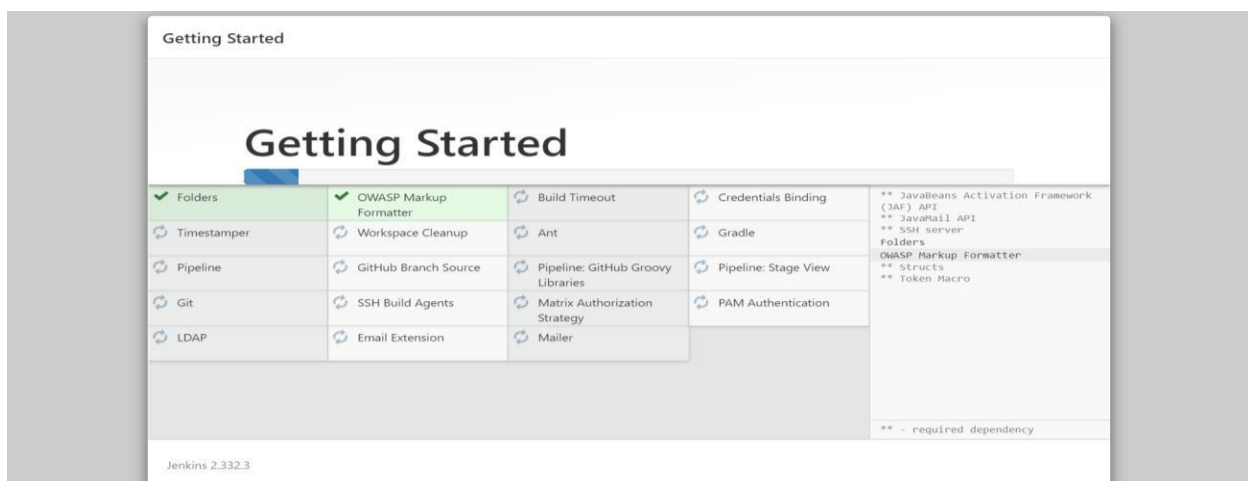 Getting Started
Getting Started
Folders
OWASP Markup
Formatter
Build Timeout
Credentials Binding
Timestamper
Workspace Cleanup
Ant
Gradle
Pipeline
GitHub Branch Source
Pipeline: GitHub Groovy
Libraries
Pipeline: Stage View
Git
SSH Build Agents
Matrix Authorization
Strategy
PAM Authentication
LDAP
Email Extension
Mailer
** JavaBeans Activation Framework
(JAF) API
** JavaMail API
** SSH server
Folders
OWASP Markup Formatter
** Structs
** Token Macro
** - required dependency
Jenkins 2.332.3